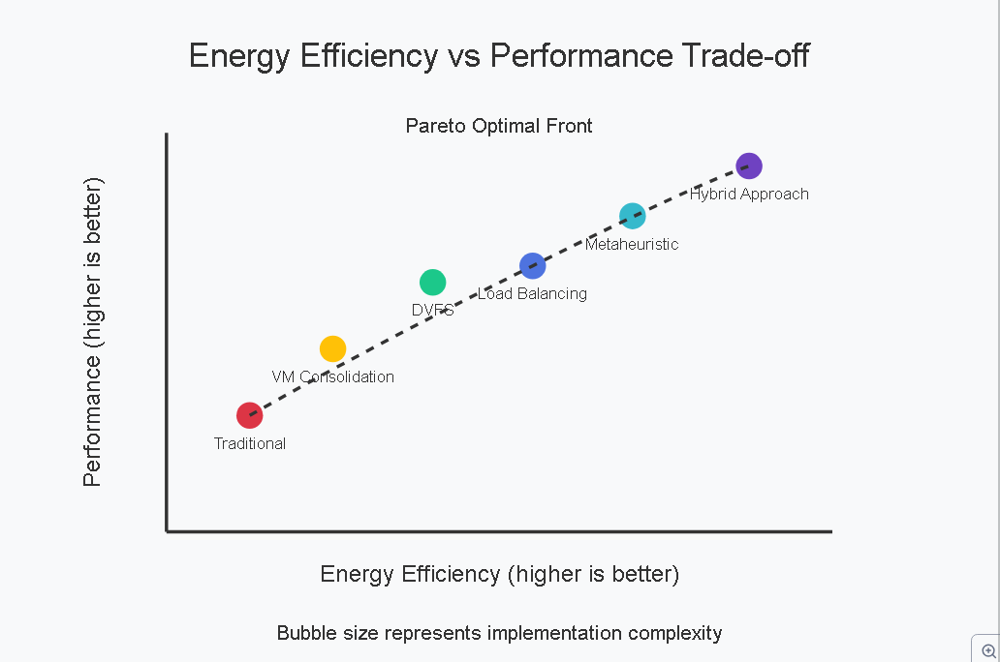 Energy Efficiency vs Performance Trade-off
Pareto Optimal Front
Performance (higher is better)
Hybrid Approach
Metaheuristic
Load Balancing
DVFS
VM Consolidation
Traditional
Energy Efficiency (higher is better)
Bubble size represents implementation complexity